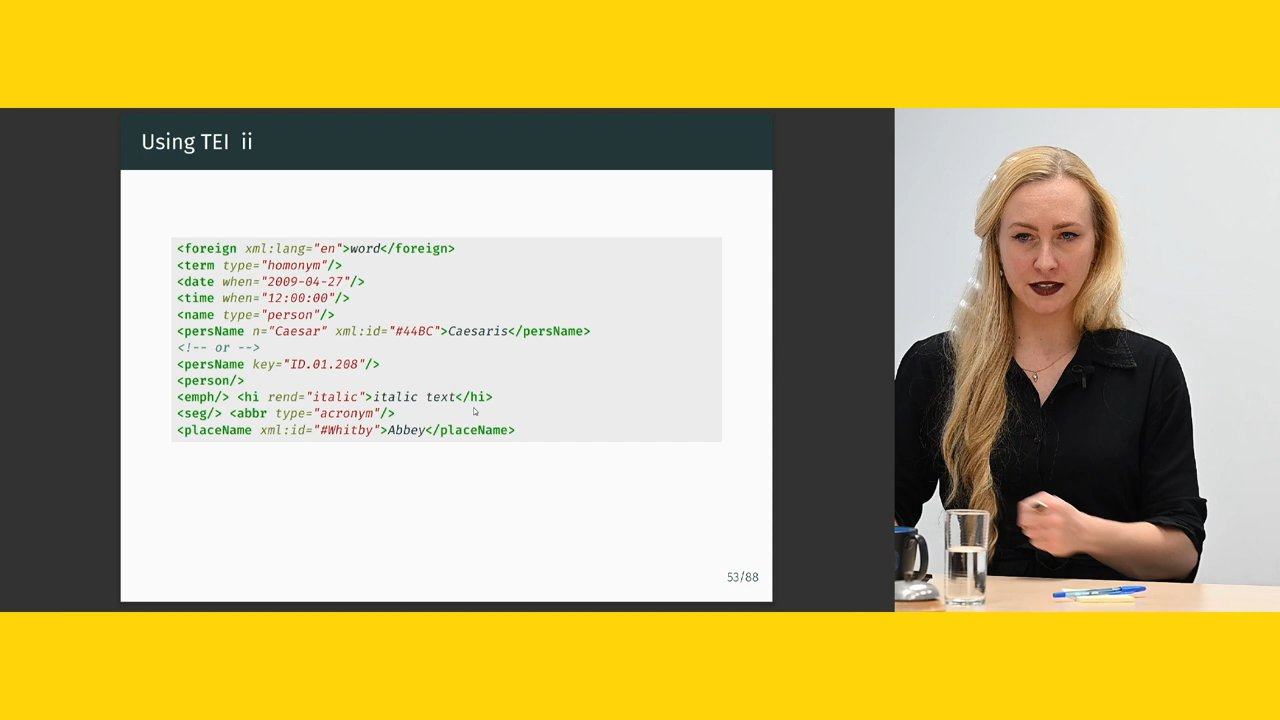 Using TEI ii
<foreign xml:lang="en">word</foreign>
<term type="homonym"/>
<date when="2009-04-27"/>
<time when="12:00:00"/>
<name type="person"/>
<persName n="Caesar" xml:id="#44BC">Caesaris</persName>
<!-- or -->
<persName key="ID.01.208"/>
<person/>
<emph/> <hi rend="italic">italic text</hi>
<seg/> <abbr type="acronym"/>
<placeName xml:id="#Whitby">Abbey</placeName>
53/88